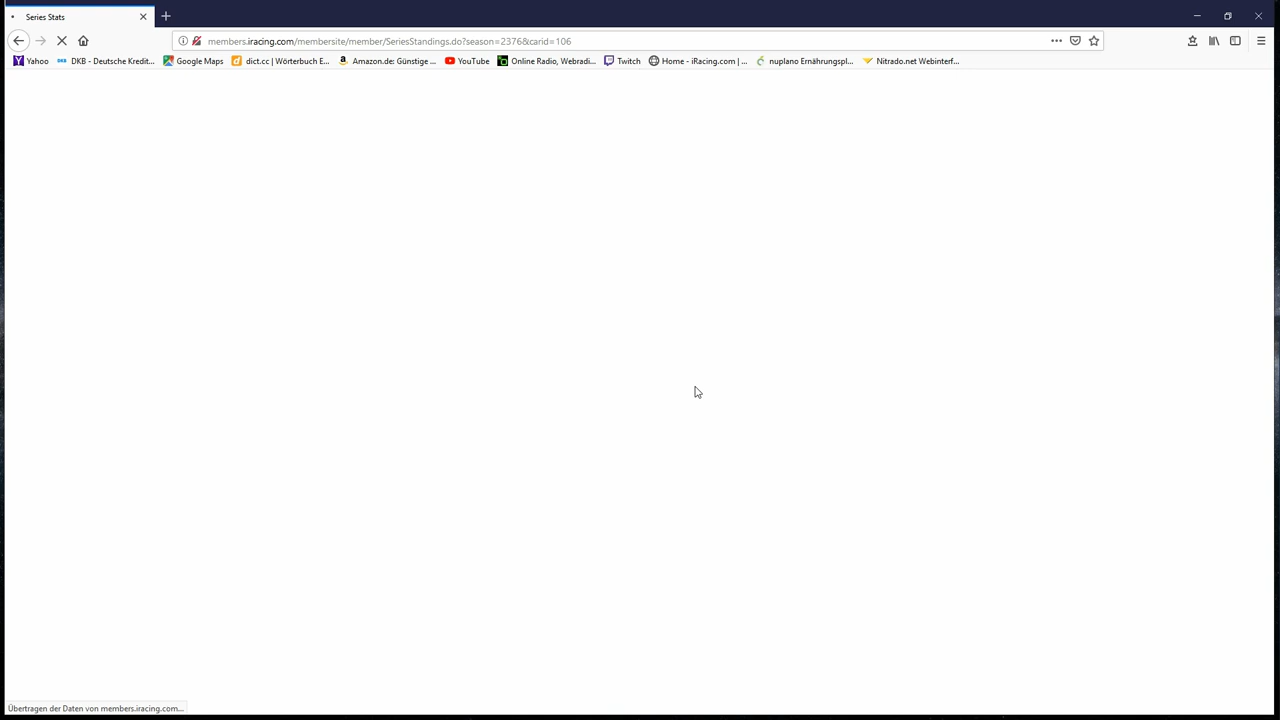 Series Stats
members.iracing.com/membersite/member/SeriesStandings.do?season=2376&carid=106
Yahoo DKB - Deutsche Kredit... Google Maps dict.cc | Wörterbuch E... Amazon.de: Günstige ... YouTube Online Radio, Webradi... Twitch Home - iRacing.com | ... nuplano Ernährungspl... Nitrado.net Webinterf...
Übertragen der Daten von members.iracing.com...